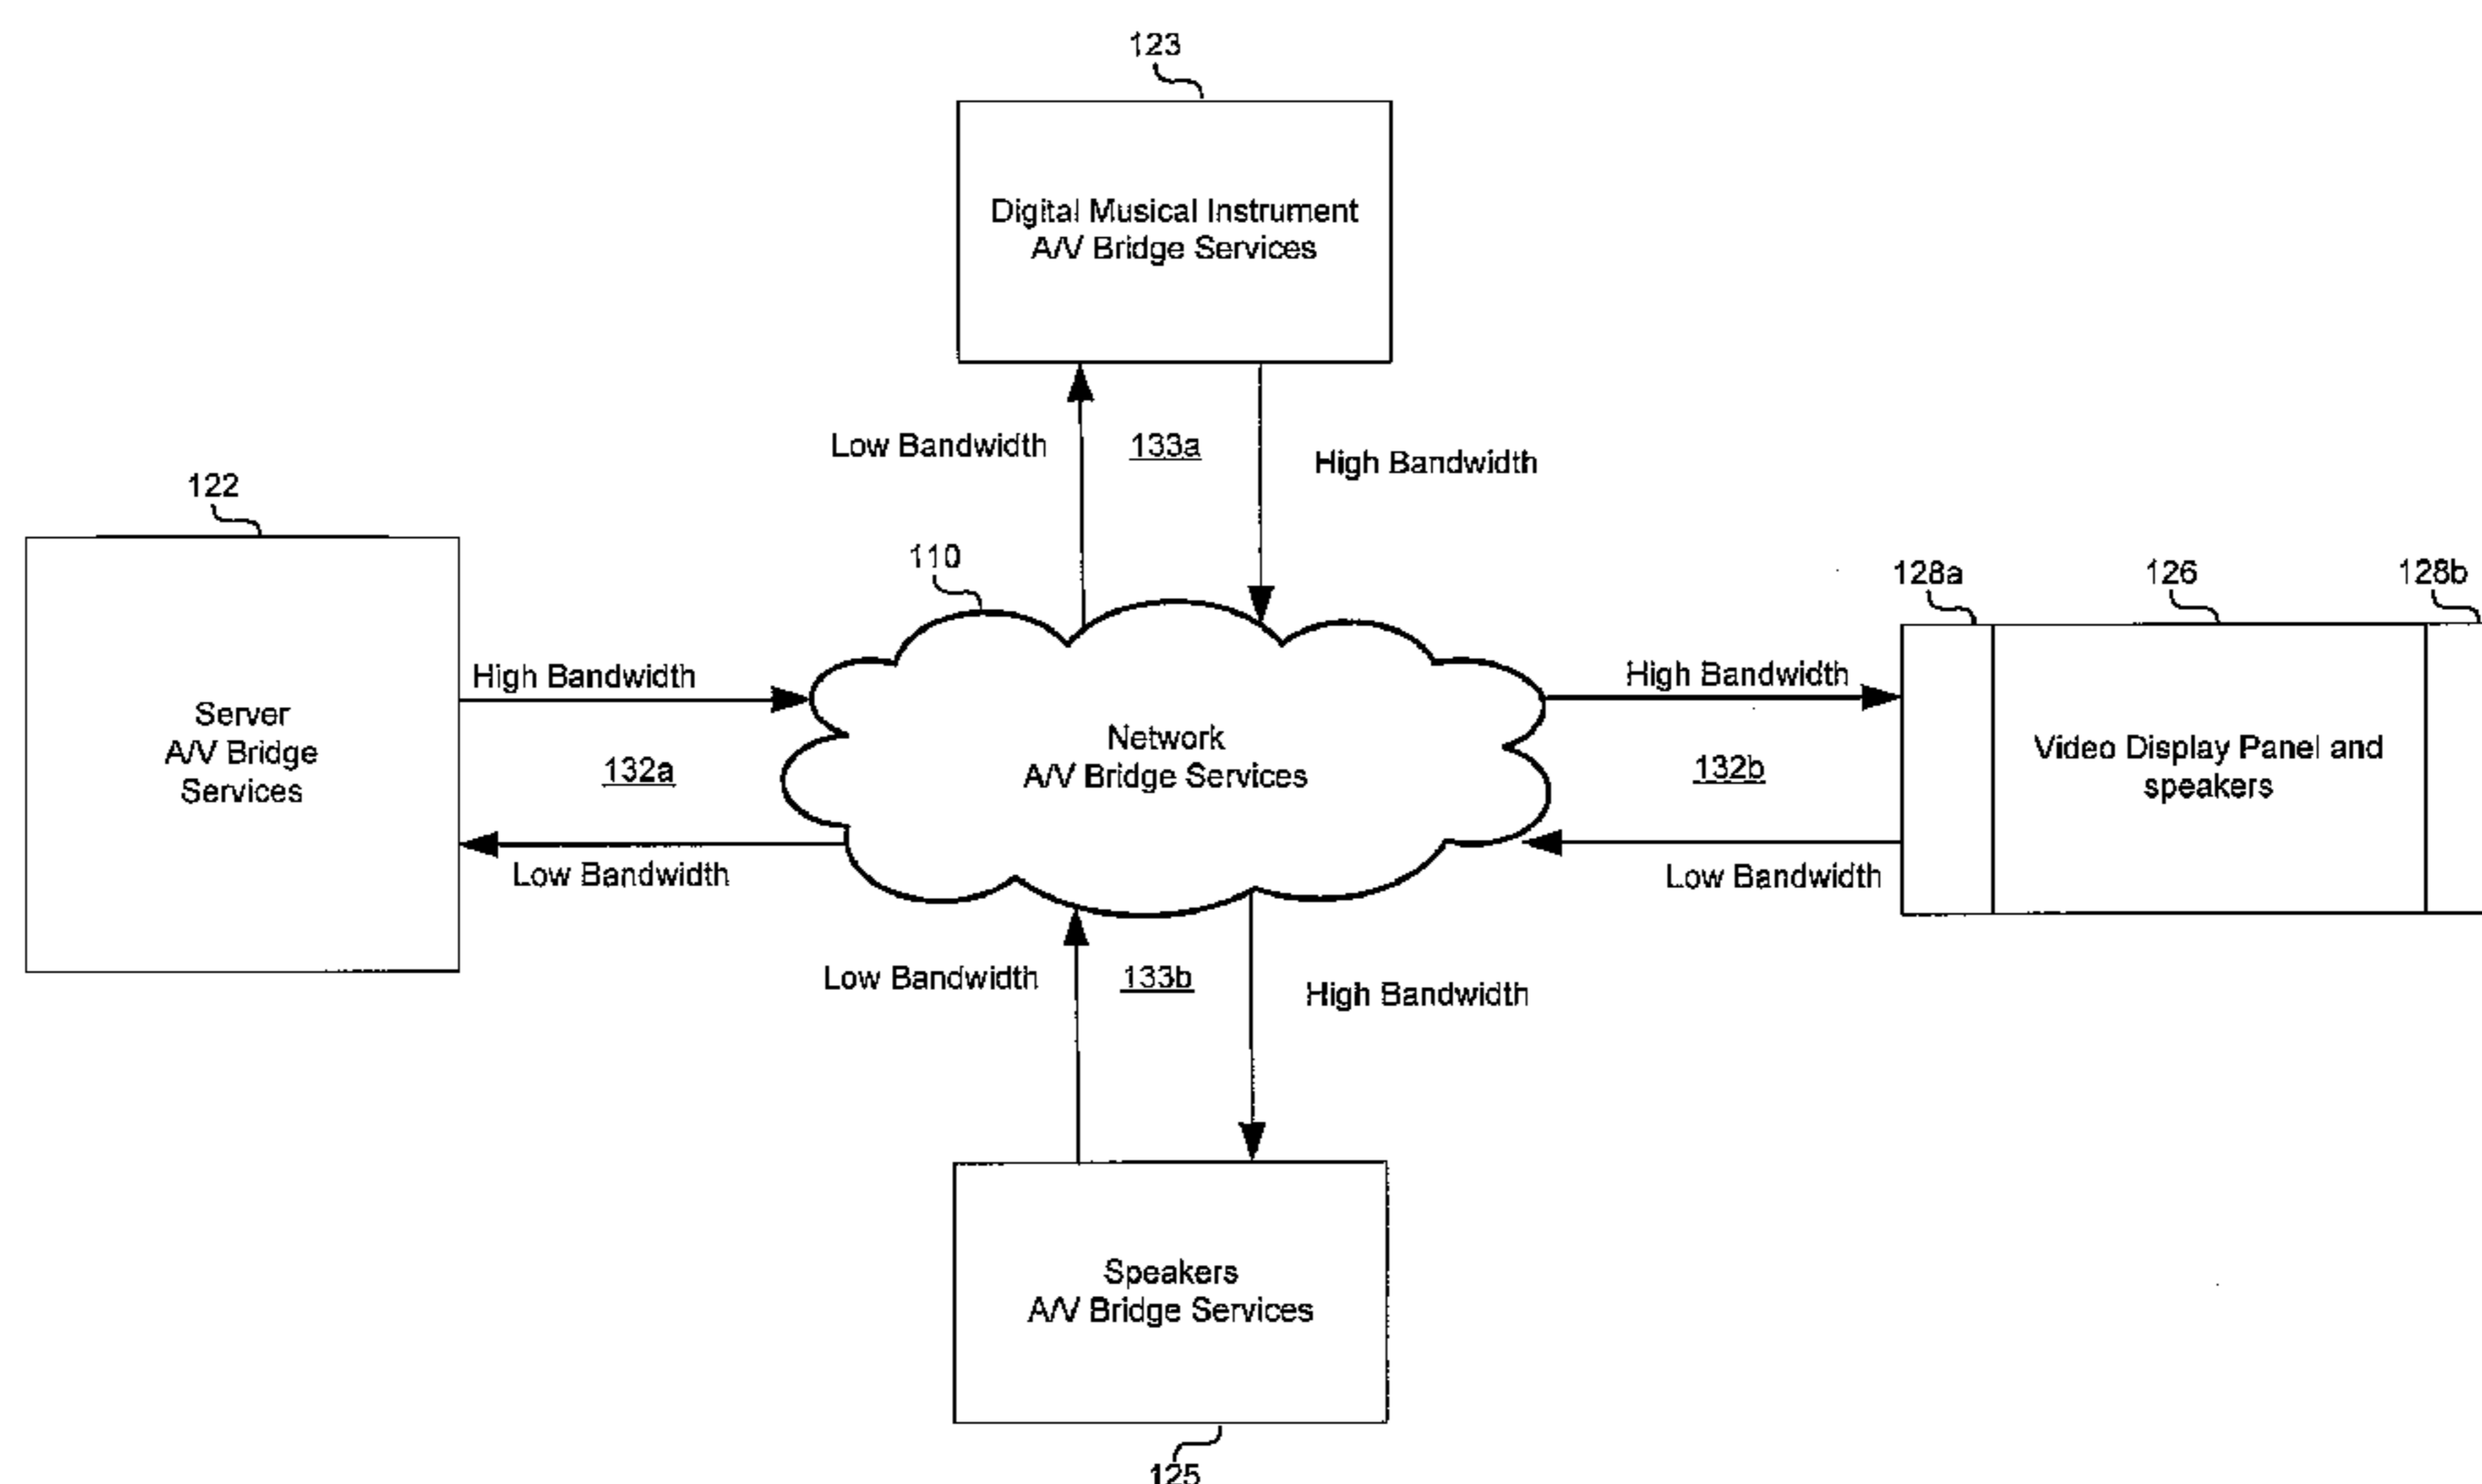 123
Digital Musical Instrument
A/V Bridge Services
Low Bandwidth
133a
High Bandwidth
122
110
128a
126
128b
Server
A/V Bridge
Services
High Bandwidth
132a
Low Bandwidth
Network
A/V Bridge Services
High Bandwidth
132b
Low Bandwidth
Video Display Panel and
speakers
Low Bandwidth
133b
High Bandwidth
Speakers
A/V Bridge Services
125